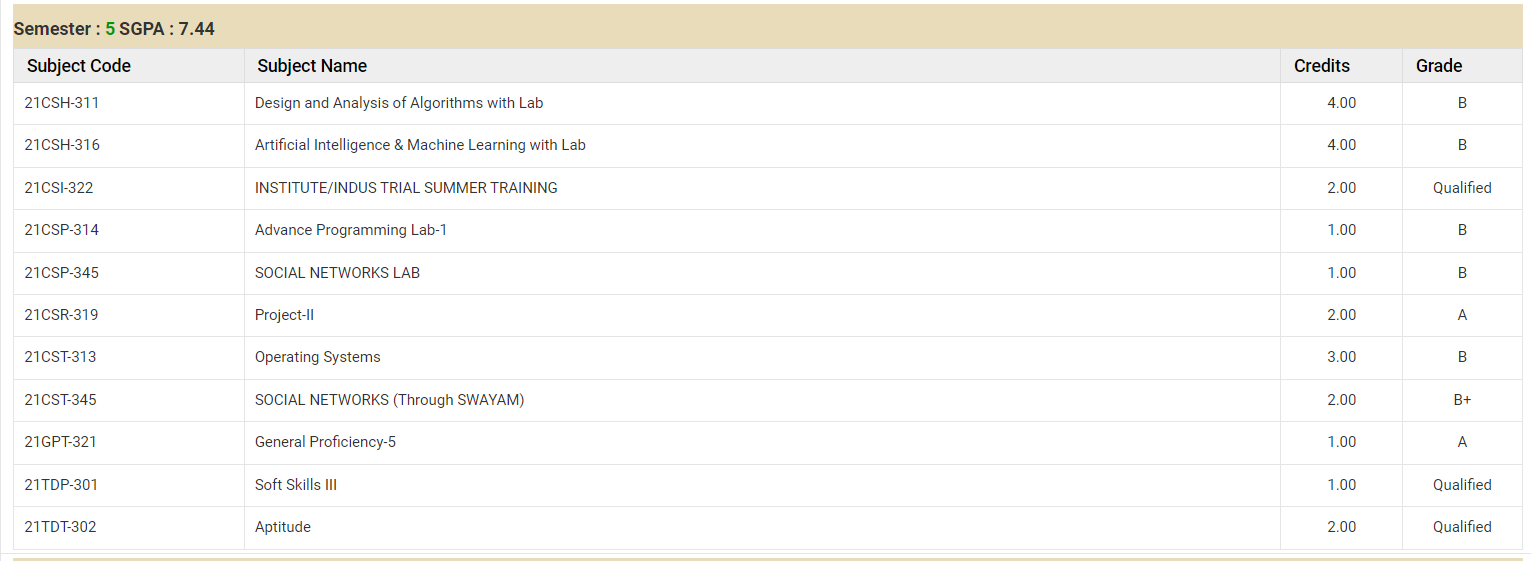 Semester : 5 SGPA : 7.44
Subject Code Subject Name Credits Grade
21CSH-311 Design and Analysis of Algorithms with Lab 4.00 B
21CSH-316 Artificial Intelligence & Machine Learning with Lab 4.00 B
21CSI-322 INSTITUTE/INDUS TRIAL SUMMER TRAINING 2.00 Qualified
21CSP-314 Advance Programming Lab-1 1.00 B
21CSP-345 SOCIAL NETWORKS LAB 1.00 B
21CSR-319 Project-II 2.00 A
21CST-313 Operating Systems 3.00 B
21CST-345 SOCIAL NETWORKS (Through SWAYAM) 2.00 B+
21GPT-321 General Proficiency-5 1.00 A
21TDP-301 Soft Skills III 1.00 Qualified
21TDT-302 Aptitude 2.00 Qualified